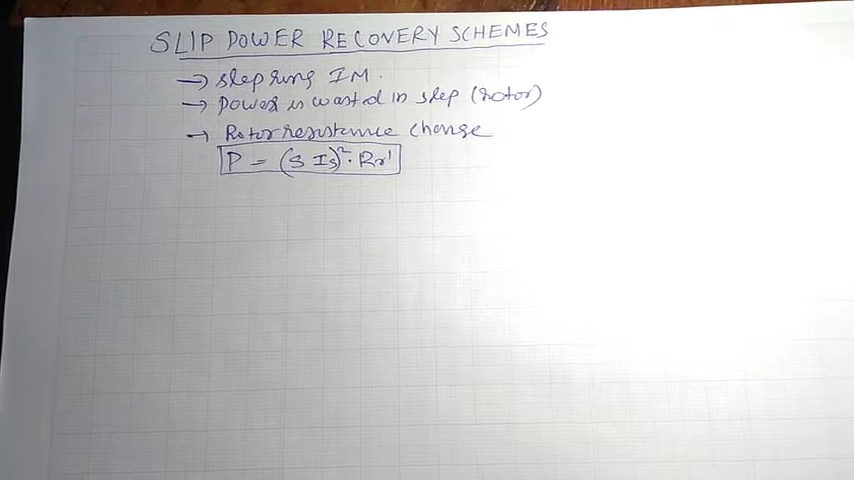 SLIP POWER RECOVERY SCHEMES
→ slip ring IM.
→ Power is wasted in slip (rotor)
→ Rotor resistance change
P = (S Is)²· Rr'